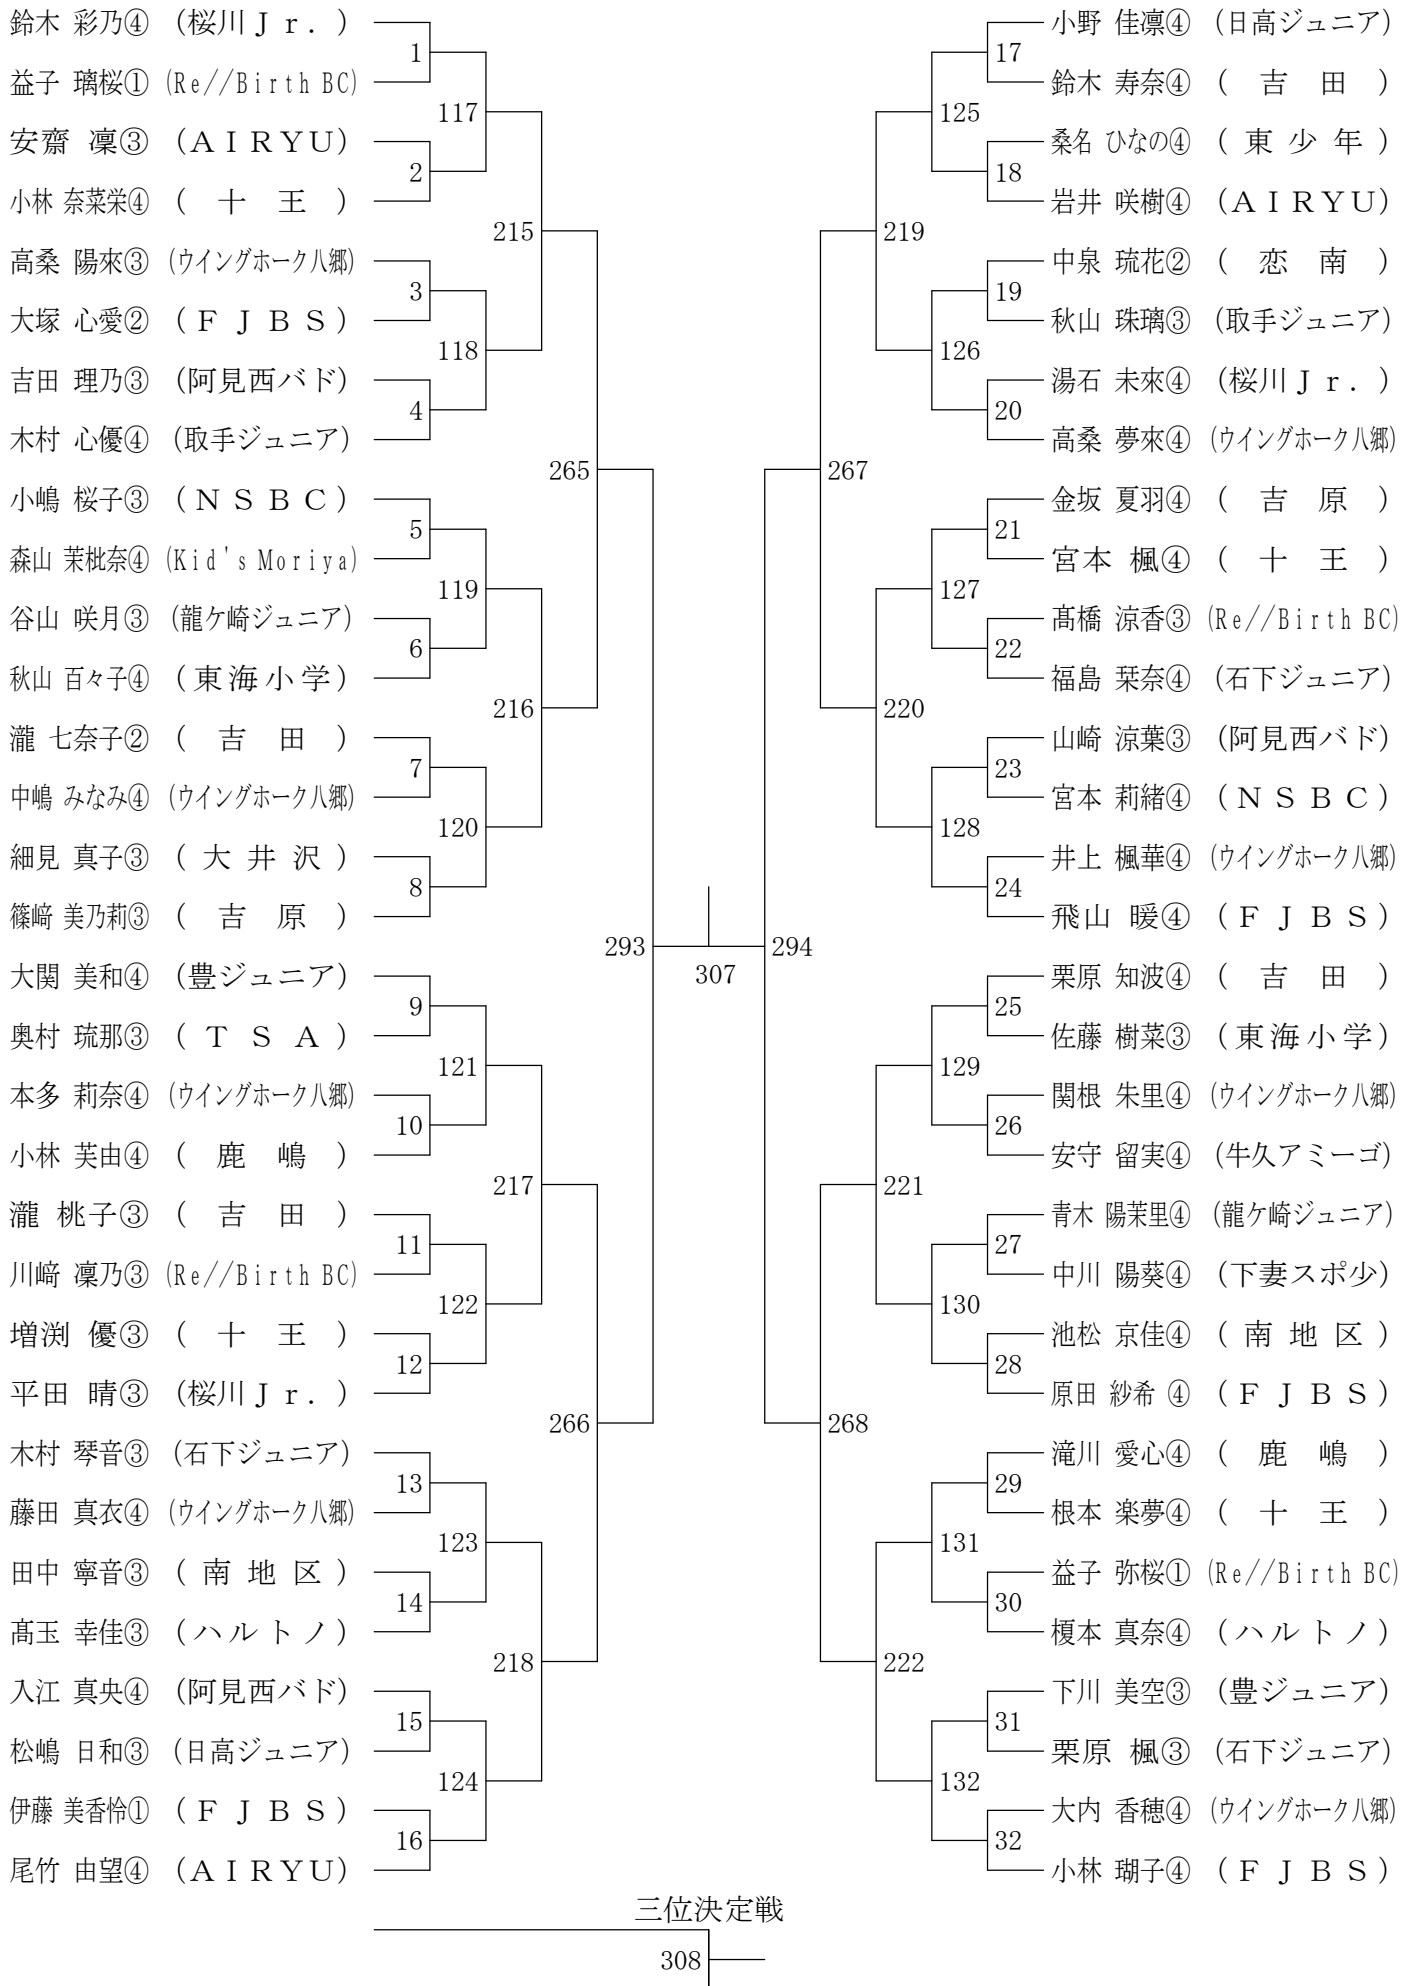 鈴木 彩乃④ (桜川Jr.)
益子 璃桜① (Re//Birth BC)
安齋 凜③ (AIRYU)
小林 奈菜栄④ (十王)
高桑 陽來③ (ウイングホーク八郷)
大塚 心愛② (FJBS)
吉田 理乃③ (阿見西バド)
木村 心優④ (取手ジュニア)
小嶋 桜子③ (NSBC)
森山 茉枇奈④ (Kid's Moriya)
谷山 咲月③ (龍ケ崎ジュニア)
秋山 百々子④ (東海小学)
瀧 七奈子② (吉田)
中嶋 みなみ④ (ウイングホーク八郷)
細見 真子③ (大井沢)
篠﨑 美乃莉③ (吉原)
大関 美和④ (豊ジュニア)
奥村 琉那③ (TSA)
本多 莉奈④ (ウイングホーク八郷)
小林 芙由④ (鹿嶋)
瀧 桃子③ (吉田)
川﨑 凜乃③ (Re//Birth BC)
増渕 優③ (十王)
平田 晴③ (桜川Jr.)
木村 琴音③ (石下ジュニア)
藤田 真衣④ (ウイングホーク八郷)
田中 寧音③ (南地区)
髙玉 幸佳③ (ハルトノ)
入江 真央④ (阿見西バド)
松嶋 日和③ (日高ジュニア)
伊藤 美香怜① (FJBS)
尾竹 由望④ (AIRYU)
1
2
3
4
5
6
7
8
9
10
11
12
13
14
15
16
117
118
119
120
121
122
123
124
215
216
217
218
265
266
293
307
294
267
268
219
220
221
222
125
126
127
128
129
130
131
132
17
18
19
20
21
22
23
24
25
26
27
28
29
30
31
32
小野 佳凛④ (日高ジュニア)
鈴木 寿奈④ (吉田)
桑名 ひなの④ (東少年)
岩井 咲樹④ (AIRYU)
中泉 琉花② (恋南)
秋山 珠璃③ (取手ジュニア)
湯石 未來④ (桜川Jr.)
高桑 夢來④ (ウイングホーク八郷)
金坂 夏羽④ (吉原)
宮本 楓④ (十王)
髙橋 涼香③ (Re//Birth BC)
福島 栞奈④ (石下ジュニア)
山崎 涼葉③ (阿見西バド)
宮本 莉緒④ (NSBC)
井上 楓華④ (ウイングホーク八郷)
飛山 暖④ (FJBS)
栗原 知波④ (吉田)
佐藤 樹菜③ (東海小学)
関根 朱里④ (ウイングホーク八郷)
安守 留実④ (牛久アミーゴ)
青木 陽茉里④ (龍ケ崎ジュニア)
中川 陽葵④ (下妻スポ少)
池松 京佳④ (南地区)
原田 紗希 ④ (FJBS)
滝川 愛心④ (鹿嶋)
根本 楽夢④ (十王)
益子 弥桜① (Re//Birth BC)
榎本 真奈④ (ハルトノ)
下川 美空③ (豊ジュニア)
栗原 楓③ (石下ジュニア)
大内 香穂④ (ウイングホーク八郷)
小林 瑚子④ (FJBS)
三位決定戦
308